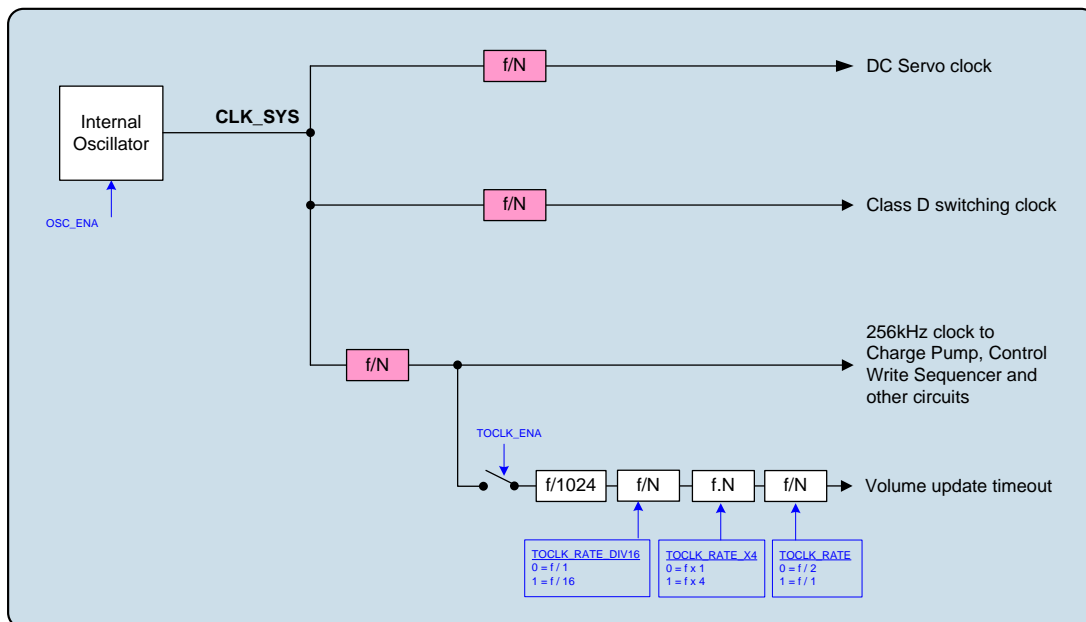 f/N
DC Servo clock
Internal
Oscillator
CLK_SYS
OSC_ENA
f/N
Class D switching clock
f/N
256kHz clock to
Charge Pump, Control
Write Sequencer and
other circuits
TOCLK_ENA
f/1024
f/N
f.N
f/N
Volume update timeout
TOCLK_RATE_DIV16
0 = f / 1
1 = f / 16
TOCLK_RATE_X4
0 = f x 1
1 = f x 4
TOCLK_RATE
0 = f / 2
1 = f / 1